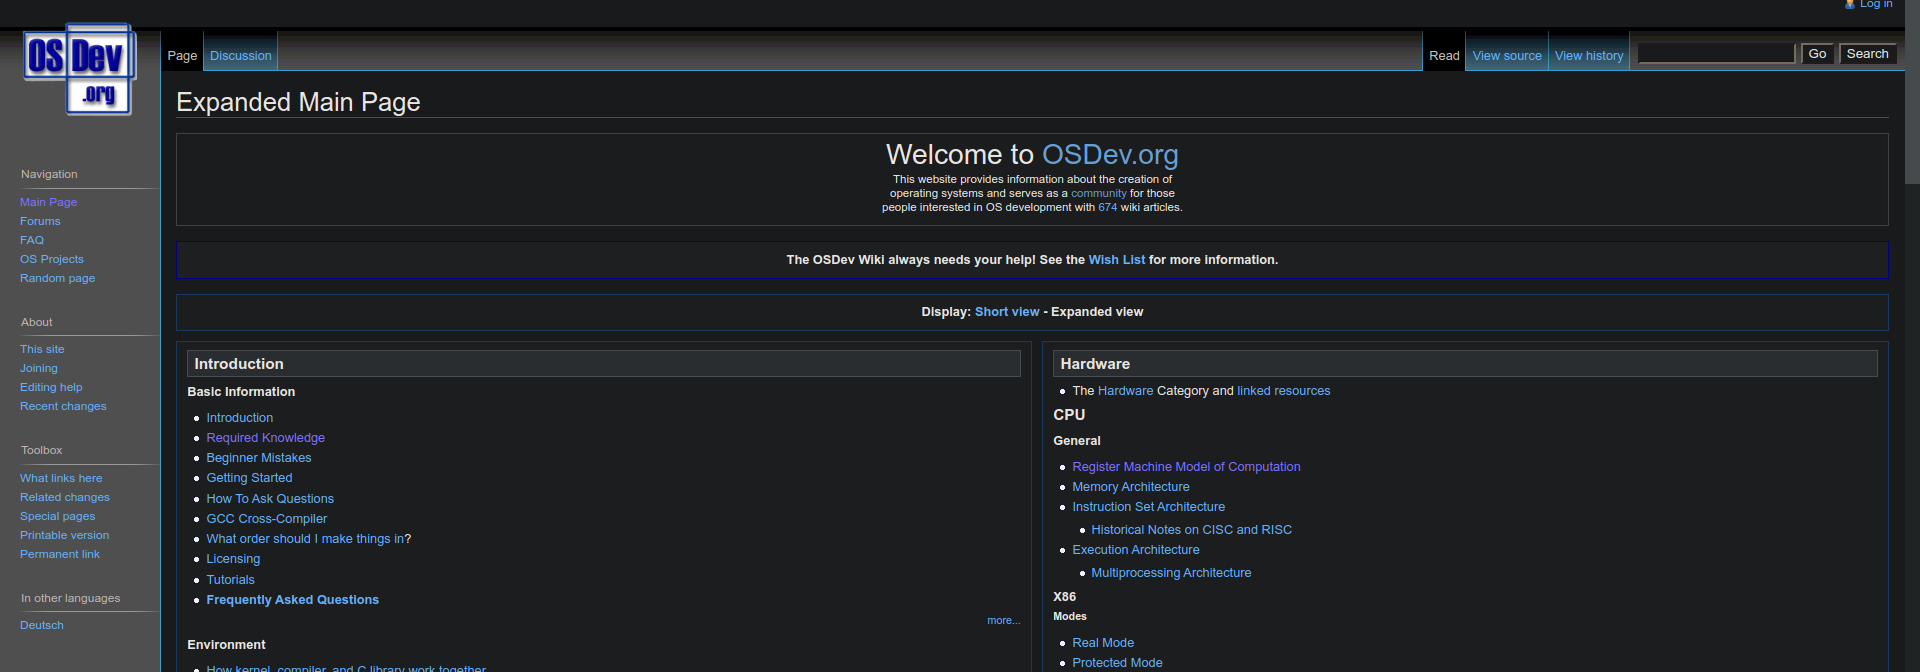 Log in
OS Dev
.org
Page Discussion Read View source View history Go Search
Expanded Main Page
Welcome to OSDev.org
This website provides information about the creation of
operating systems and serves as a community for those
people interested in OS development with 674 wiki articles.
The OSDev Wiki always needs your help! See the Wish List for more information.
Display: Short view - Expanded view
Navigation
Main Page
Forums
FAQ
OS Projects
Random page
About
This site
Joining
Editing help
Recent changes
Toolbox
What links here
Related changes
Special pages
Printable version
Permanent link
In other languages
Deutsch
Introduction
Basic Information
Introduction
Required Knowledge
Beginner Mistakes
Getting Started
How To Ask Questions
GCC Cross-Compiler
What order should I make things in?
Licensing
Tutorials
Frequently Asked Questions
more...
Environment
How kernel, compiler, and C library work together
Hardware
The Hardware Category and linked resources
CPU
General
Register Machine Model of Computation
Memory Architecture
Instruction Set Architecture
Historical Notes on CISC and RISC
Execution Architecture
Multiprocessing Architecture
X86
Modes
Real Mode
Protected Mode